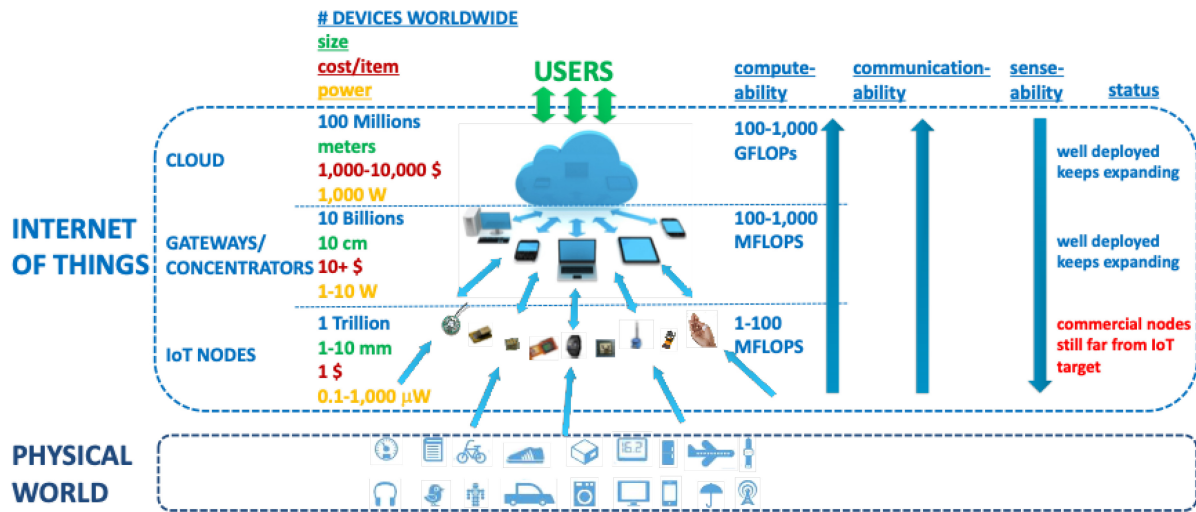 # DEVICES WORLDWIDE
size
cost/item
power
USERS
compute-
ability
communication-
ability
sense-
ability
status
INTERNET
OF THINGS
CLOUD
100 Millions
meters
1,000-10,000 $
1,000 W
100-1,000
GFLOPs
well deployed
keeps expanding
GATEWAYS/
CONCENTRATORS
10 Billions
10 cm
10+ $
1-10 W
100-1,000
MFLOPS
well deployed
keeps expanding
IoT NODES
1 Trillion
1-10 mm
1 $
0.1-1,000 μW
1-100
MFLOPS
commercial nodes
still far from IoT
target
PHYSICAL
WORLD
16.2